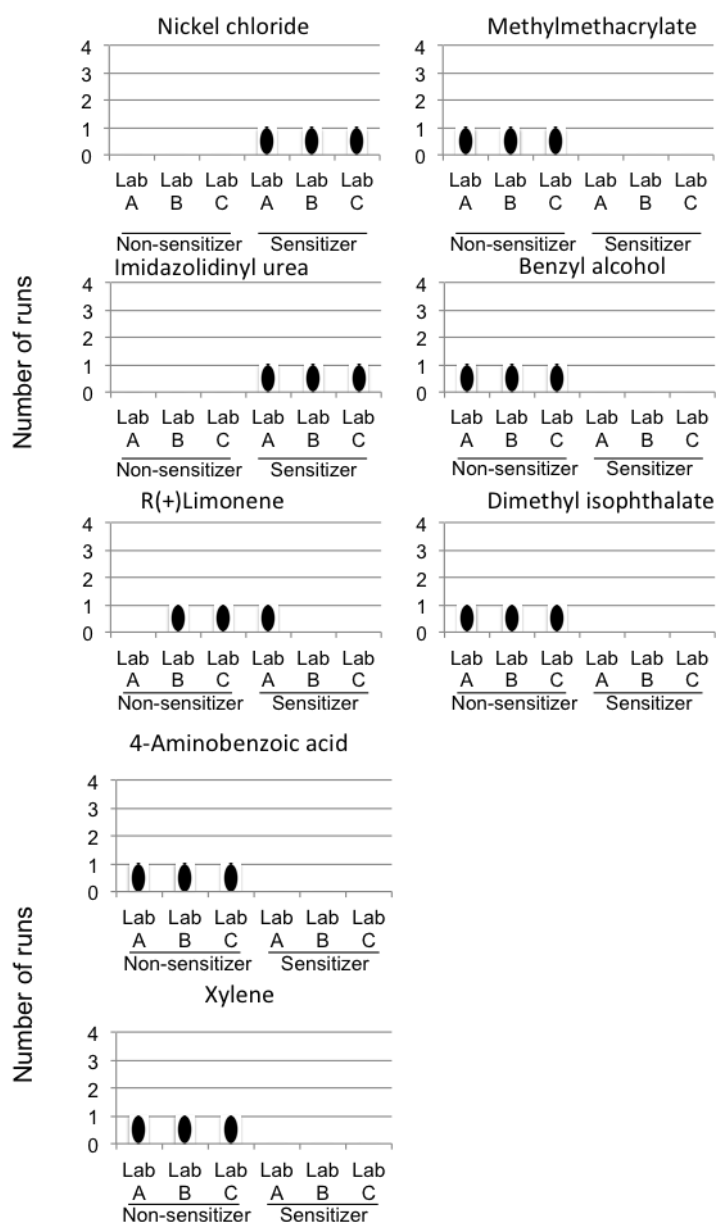 Nickel chloride
4
3
2
1
0
Lab Lab Lab Lab Lab Lab
A B C A B C
Non-sensitizer Sensitizer
Methylmethacrylate
4
3
2
1
0
Lab Lab Lab Lab Lab Lab
A B C A B C
Non-sensitizer Sensitizer
Number of runs
Imidazolidinyl urea
4
3
2
1
0
Lab Lab Lab Lab Lab Lab
A B C A B C
Non-sensitizer Sensitizer
Benzyl alcohol
4
3
2
1
0
Lab Lab Lab Lab Lab Lab
A B C A B C
Non-sensitizer Sensitizer
R(+)Limonene
4
3
2
1
0
Lab Lab Lab Lab Lab Lab
A B C A B C
Non-sensitizer Sensitizer
Dimethyl isophthalate
4
3
2
1
0
Lab Lab Lab Lab Lab Lab
A B C A B C
Non-sensitizer Sensitizer
4-Aminobenzoic acid
4
3
2
1
0
Lab Lab Lab Lab Lab Lab
A B C A B C
Non-sensitizer Sensitizer
Number of runs
Xylene
4
3
2
1
0
Lab Lab Lab Lab Lab Lab
A B C A B C
Non-sensitizer Sensitizer